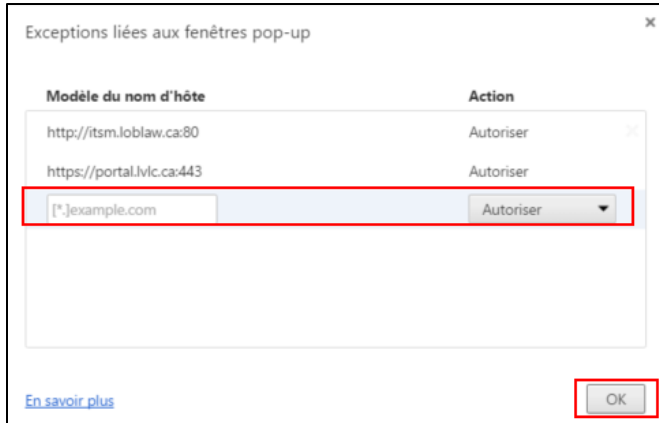 Exceptions liées aux fenêtres pop-up
Modèle du nom d'hôte Action
http://itsm.loblaw.ca:80 Autoriser
https://portal.lvlc.ca:443 Autoriser
[*.]example.com Autoriser
En savoir plus OK